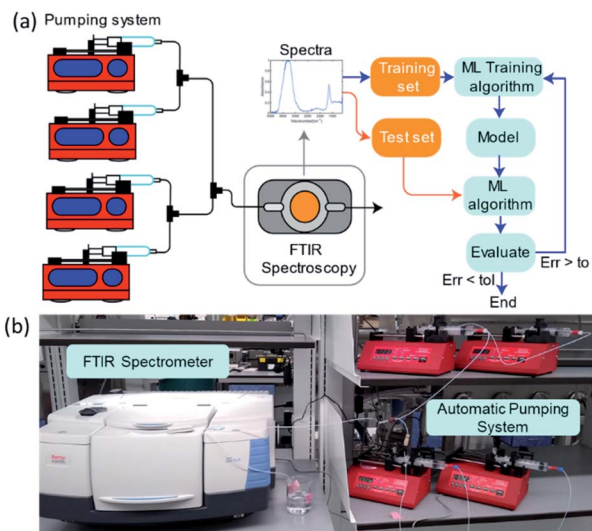 (a)
Pumping system
Spectra
Training
set
ML Training
algorithm
Test set
Model
ML
algorithm
FTIR
Spectroscopy
Evaluate
Err > to
Err < tol
End
(b)
FTIR Spectrometer
Automatic Pumping
System